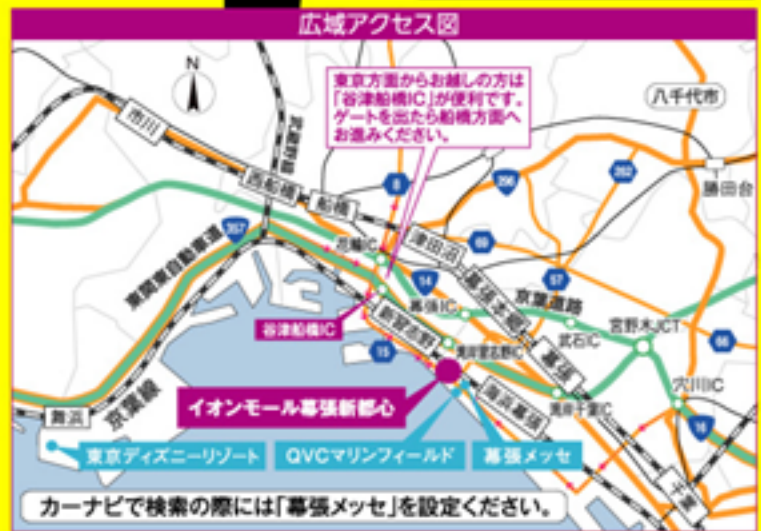 広域アクセス図
N
東京方面からお越しの方は
「谷津船橋IC」が便利です。
ゲートを出たら船橋方面へ
お進みください。
八千代市
市川
武蔵野線
西船橋
船橋
8
296
262
勝田台
357
東関東自動車道
花輪IC
津田沼
69
14
57
幕張本郷
幕張IC
京葉道路
宮野木JCT
谷津船橋IC
新習志野
武石IC
66
15
湾岸習志野IC
幕張
穴川IC
イオンモール幕張新都心
海浜幕張
湾岸千葉IC
16
舞浜
京葉線
東京ディズニーリゾート
QVCマリンフィールド
幕張メッセ
千葉
カーナビで検索の際には「幕張メッセ」を設定ください。